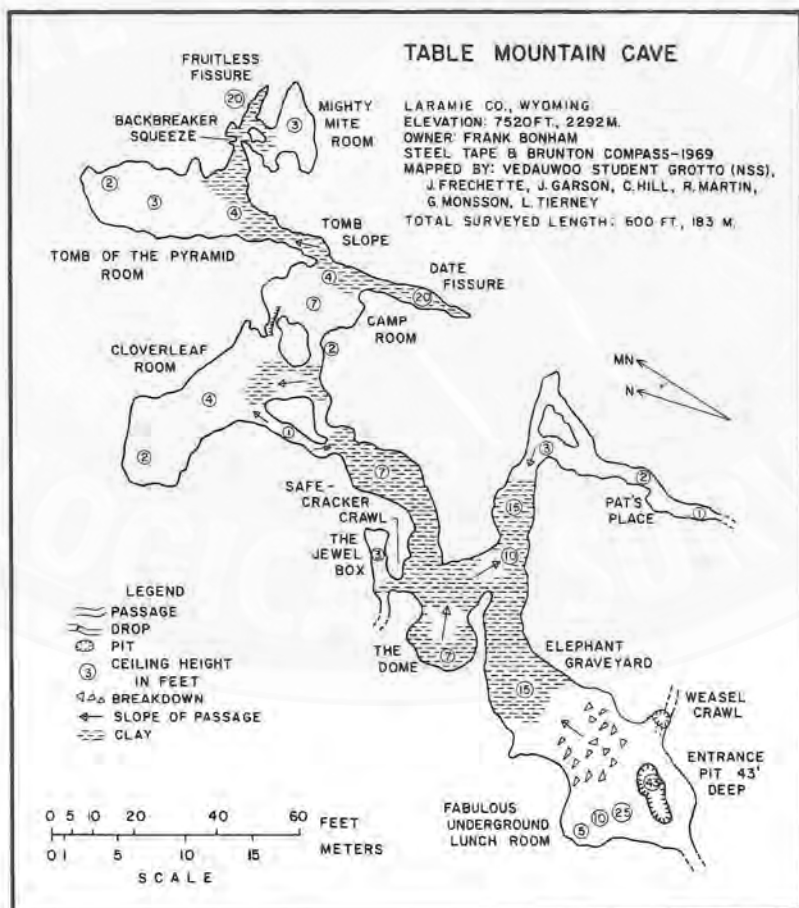 TABLE MOUNTAIN CAVE
LARAMIE CO., WYOMING
ELEVATION: 7520 FT., 2292 M.
OWNER: FRANK BONHAM
STEEL TAPE & BRUNTON COMPASS-1969
MAPPED BY: VEDAUWOO STUDENT GROTTO (NSS),
J. FRECHETTE, J. GARSON, C. HILL, R. MARTIN,
G. MONSSON, L. TIERNEY
TOTAL SURVEYED LENGTH: 600 FT., 183 M.
FRUITLESS
FISSURE
20
BACKBREAKER
SQUEEZE
3
MIGHTY
MITE
ROOM
2
3
4
TOMB OF THE PYRAMID
ROOM
TOMB
SLOPE
4
DATE
FISSURE
20
7
CAMP
ROOM
2
CLOVERLEAF
ROOM
4
2
1
MN
N
7
SAFE-
CRACKER
CRAWL
THE
JEWEL
BOX
3
3
2
1
PAT'S
PLACE
15
10
THE
DOME
7
ELEPHANT
GRAVEYARD
15
WEASEL
CRAWL
ENTRANCE
PIT 43'
DEEP
43
FABULOUS
UNDERGROUND
LUNCH ROOM
5
10
25
LEGEND
PASSAGE
DROP
PIT
3
CEILING HEIGHT
IN FEET
BREAKDOWN
SLOPE OF PASSAGE
CLAY
0 5 10 20 40 60 FEET
0 1 5 10 15 METERS
SCALE